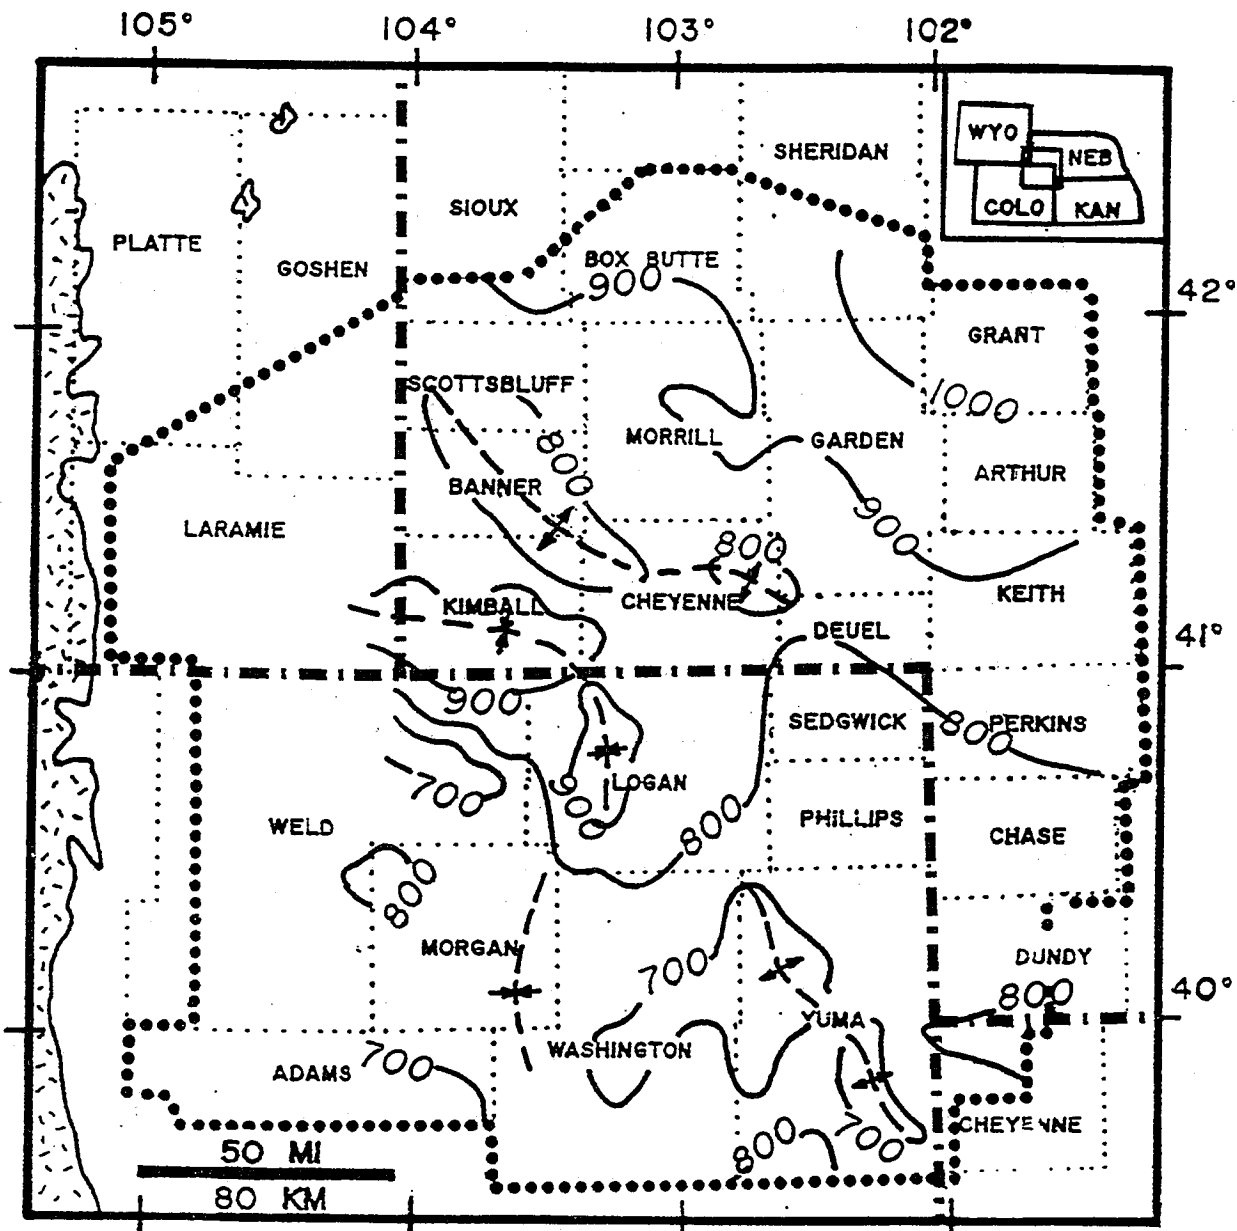 105° 104° 103° 102°
WYO
NEB
COLO KAN
SHERIDAN
SIOUX
PLATTE
GOSHEN
BOX BUTTE
900
42°
GRANT
SCOTTSBLUFF
1000
800
MORRILL
GARDEN
ARTHUR
BANNER
LARAMIE
900
800
KIMBALL
CHEYENNE
KEITH
DEUEL
41°
900
SEDGWICK
800
PERKINS
700
900
LOGAN
WELD
800
PHILLIPS
CHASE
800
MORGAN
700
DUNDY
800
40°
YUMA
WASHINGTON
700
ADAMS
800
700
CHEYENNE
50 MI
80 KM